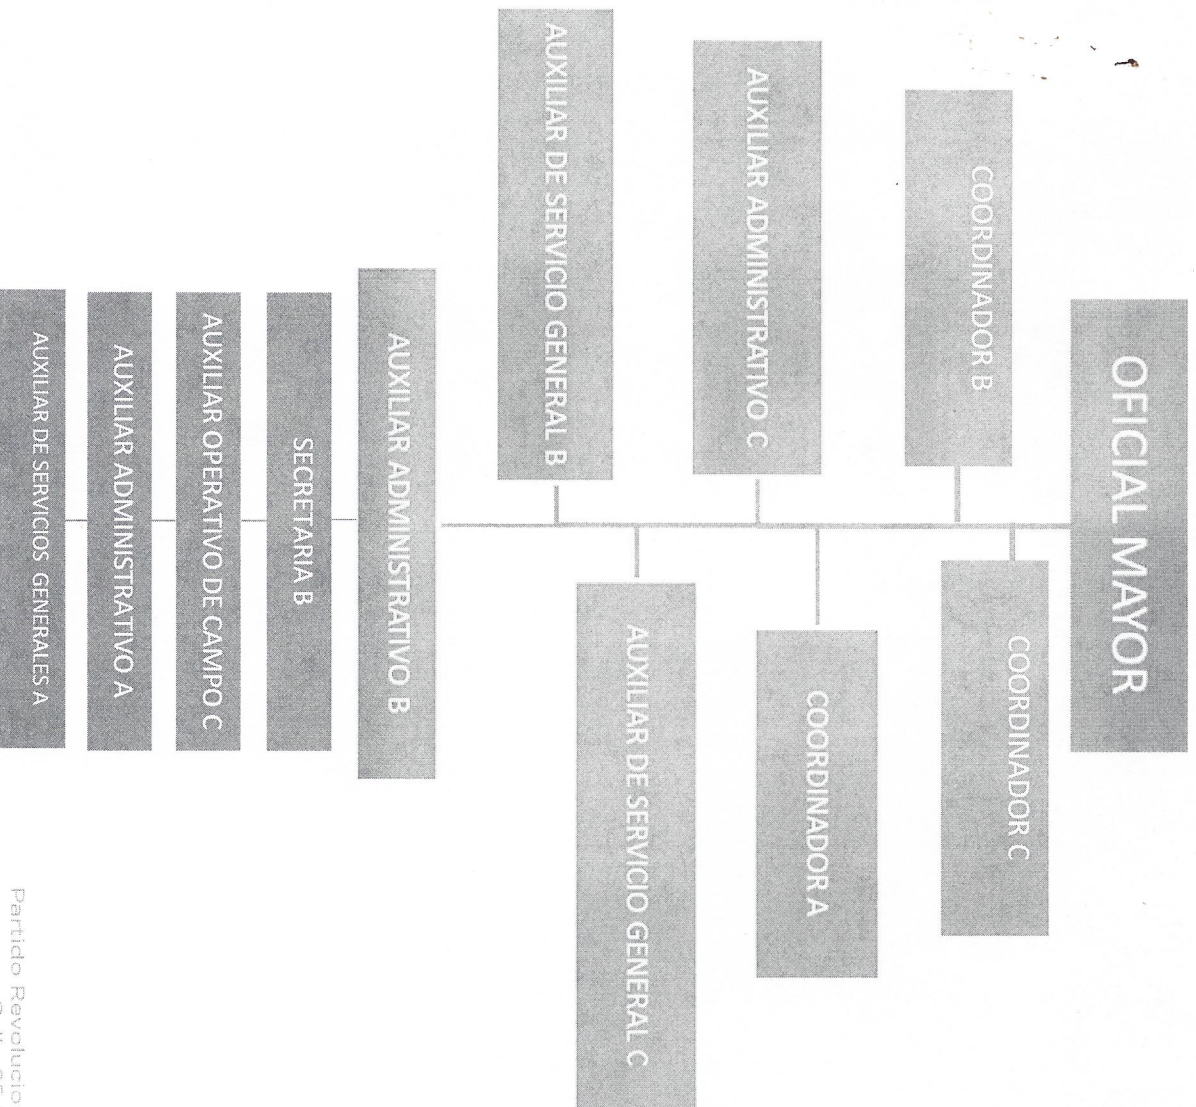 OFICIAL MAYOR
COORDINADOR B
COORDINADOR C
AUXILIAR ADMINISTRATIVO C
COORDINADOR A
AUXILIAR DE SERVICIO GENERAL B
AUXILIAR DE SERVICIO GENERAL C
AUXILIAR ADMINISTRATIVO B
SECRETARIA B
AUXILIAR OPERATIVO DE CAMPO C
AUXILIAR ADMINISTRATIVO A
AUXILIAR DE SERVICIOS GENERALES A
Partido Revolucio